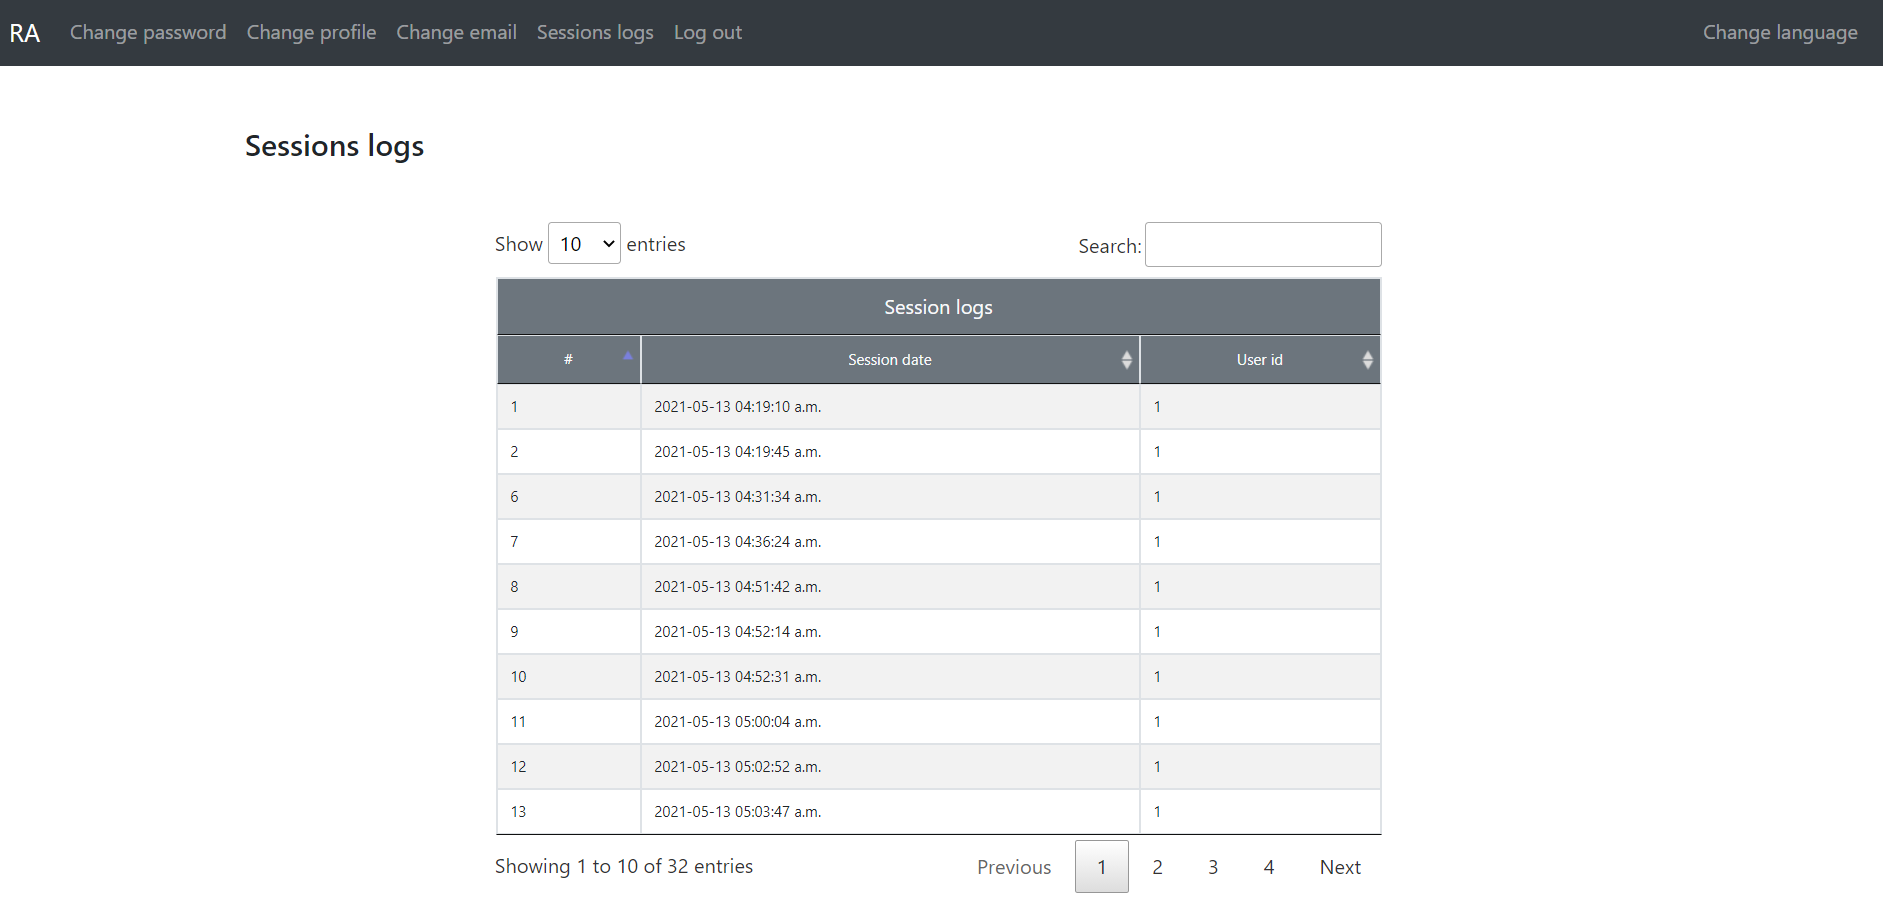 RA Change password Change profile Change email Sessions logs Log out Change language
Sessions logs
Show 10 entries Search:
Session logs
# Session date User id
1 2021-05-13 04:19:10 a.m. 1
2 2021-05-13 04:19:45 a.m. 1
6 2021-05-13 04:31:34 a.m. 1
7 2021-05-13 04:36:24 a.m. 1
8 2021-05-13 04:51:42 a.m. 1
9 2021-05-13 04:52:14 a.m. 1
10 2021-05-13 04:52:31 a.m. 1
11 2021-05-13 05:00:04 a.m. 1
12 2021-05-13 05:02:52 a.m. 1
13 2021-05-13 05:03:47 a.m. 1
Showing 1 to 10 of 32 entries Previous 1 2 3 4 Next